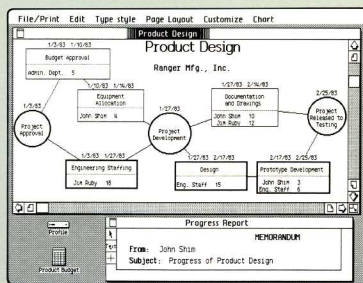 File/Print Edit Type style Page Layout Customize Chart
Product Design
Product Design
Ranger Mfg., Inc.
1/3/83 1/10/83
Budget Approval
Admin. Dept. 5
1/3/83
Project
Approval
1/10/83 1/14/83
Equipment
Allocation
John Shim 4
1/27/83
Project
Development
1/27/83 2/14/83
Documentation
and Drawings
John Shim 10
Jim Ruby 12
2/25/83
Project
Released to
Testing
1/3/83 1/27/83
Engineering Staffing
Jim Ruby 18
1/27/83 2/17/83
Design
Eng. Staff 15
2/17/83 2/25/83
Prototype Development
John Shim 3
Eng. Staff 6
Profile
Product Budget
Text
Progress Report
MEMORANDUM
From: John Shim
Subject: Progress of Product Design